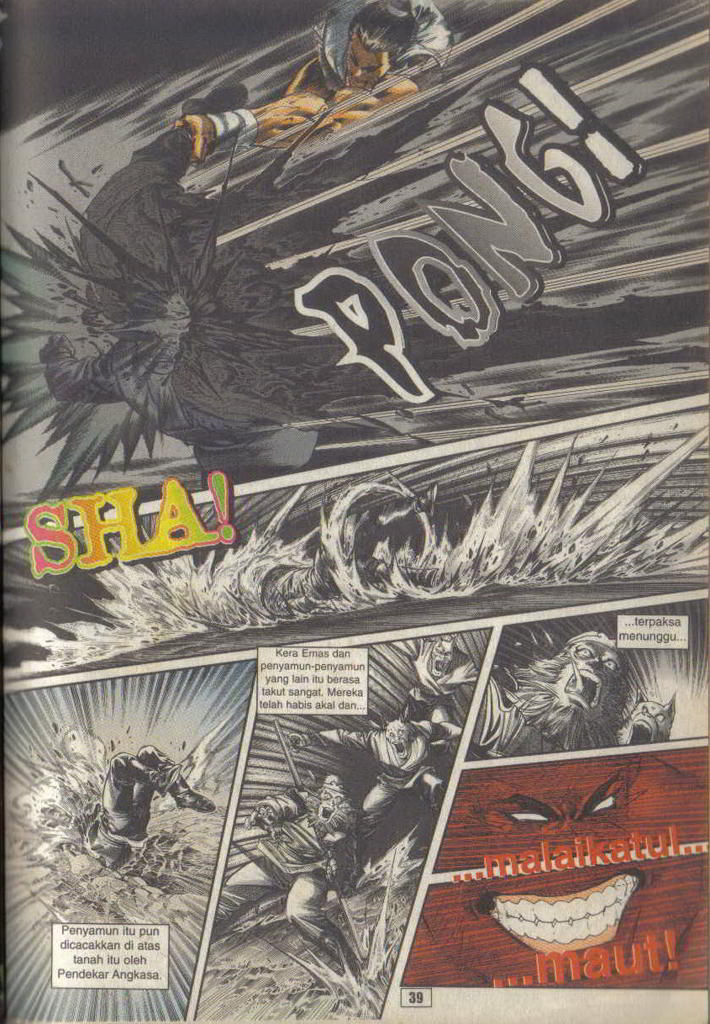 PONG!
SHA!
Penyamun itu pun
dicacakkan di atas
tanah itu oleh
Pendekar Angkasa.
Kera Emas dan
penyamun-penyamun
yang lain itu berasa
takut sangat. Mereka
telah habis akal dan...
...terpaksa
menunggu...
...malaikatul...
...maut!
39